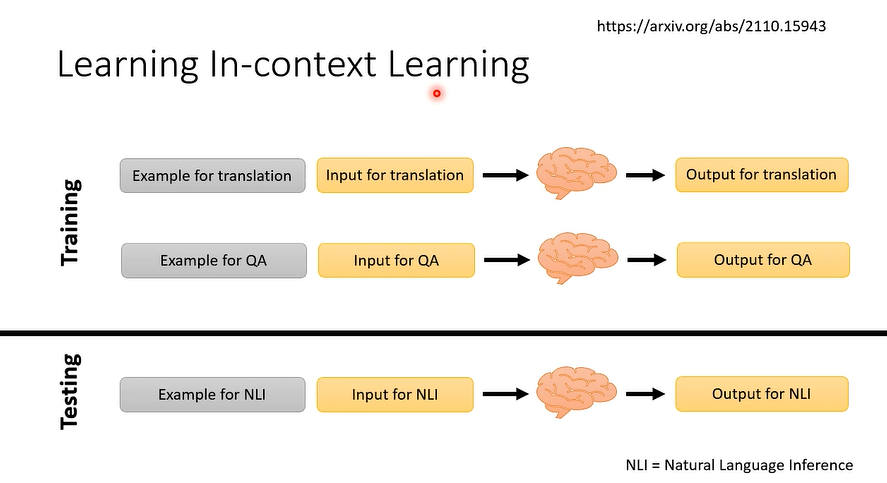 https://arxiv.org/abs/2110.15943
Learning In-context Learning
Training
Example for translation
Input for translation
Output for translation
Example for QA
Input for QA
Output for QA
Testing
Example for NLI
Input for NLI
Output for NLI
NLI = Natural Language Inference